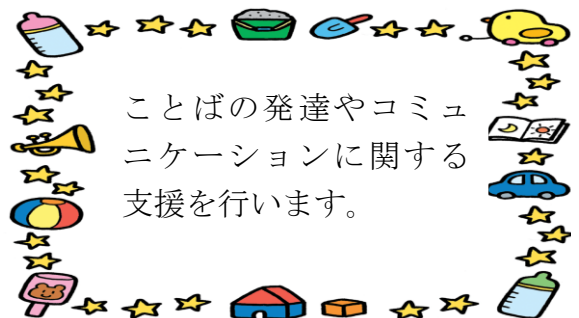 ことばの発達やコミュ
ニケーションに関する
支援を行います。